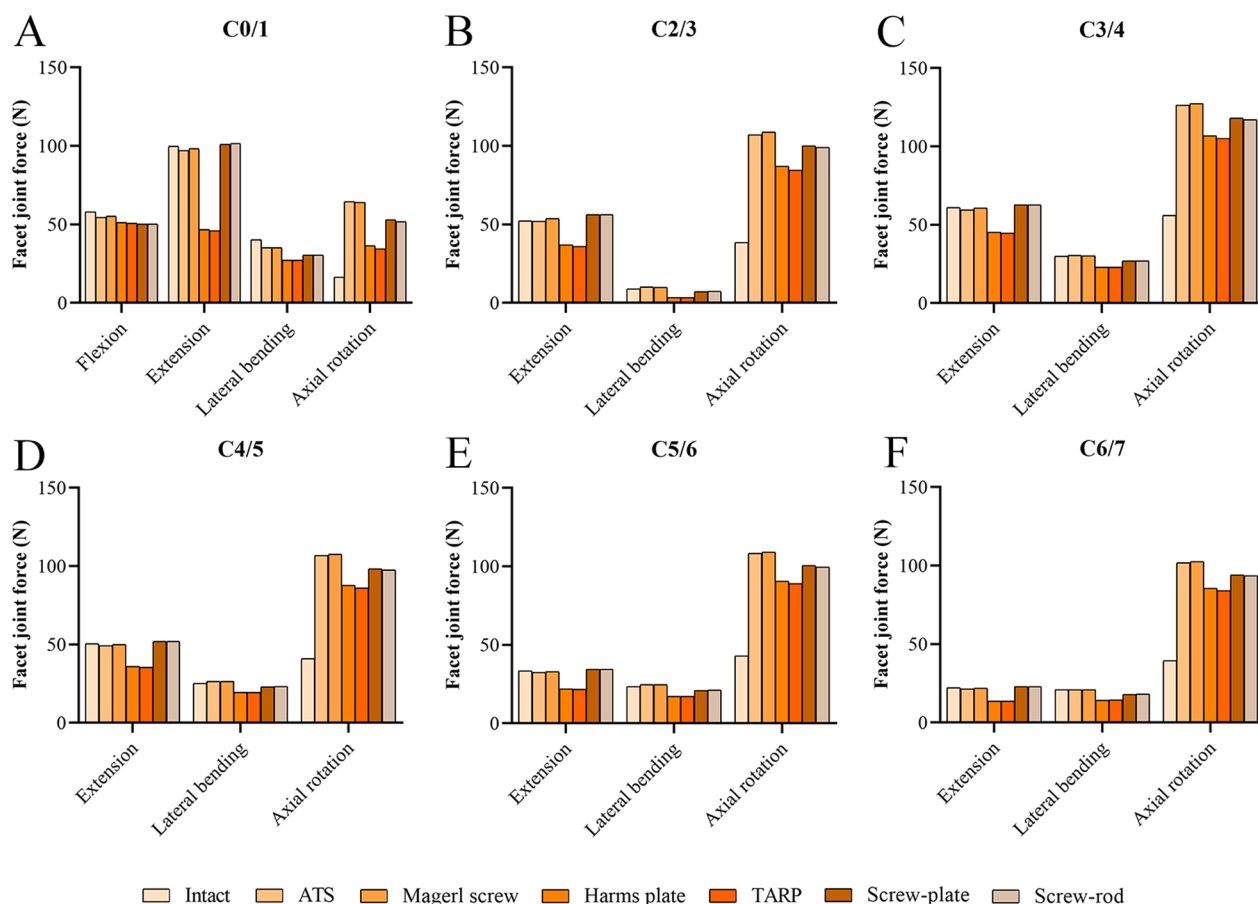 A
C0/1
Facet joint force (N)
150
100
50
0
Flexion
Extension
Lateral bending
Axial rotation
B
C2/3
Facet joint force (N)
150
100
50
0
Extension
Lateral bending
Axial rotation
C
C3/4
Facet joint force (N)
150
100
50
0
Extension
Lateral bending
Axial rotation
D
C4/5
Facet joint force (N)
150
100
50
0
Extension
Lateral bending
Axial rotation
E
C5/6
Facet joint force (N)
150
100
50
0
Extension
Lateral bending
Axial rotation
F
C6/7
Facet joint force (N)
150
100
50
0
Extension
Lateral bending
Axial rotation
Intact ATS Magerl screw Harms plate TARP Screw-plate Screw-rod